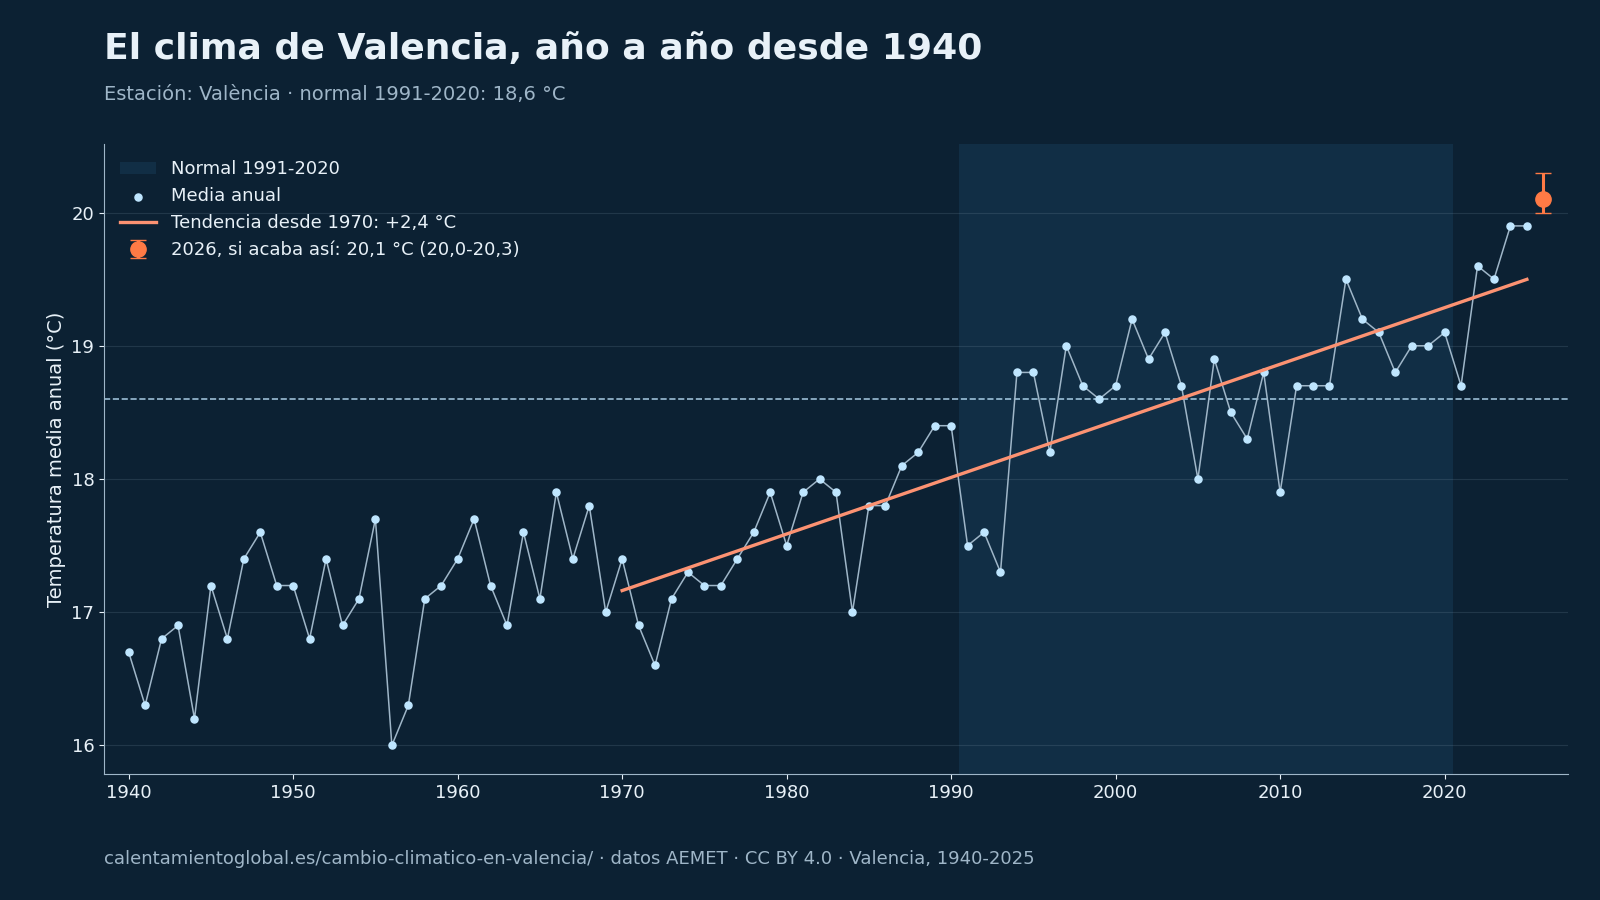 El clima de Valencia, año a año desde 1940
Estación: València · normal 1991-2020: 18,6 °C
Normal 1991-2020
Media anual
Tendencia desde 1970: +2,4 °C
2026, si acaba así: 20,1 °C (20,0-20,3)
Temperatura media anual (°C)
20
19
18
17
16
1940 1950 1960 1970 1980 1990 2000 2010 2020
calentamientoglobal.es/cambio-climatico-en-valencia/ · datos AEMET · CC BY 4.0 · Valencia, 1940-2025